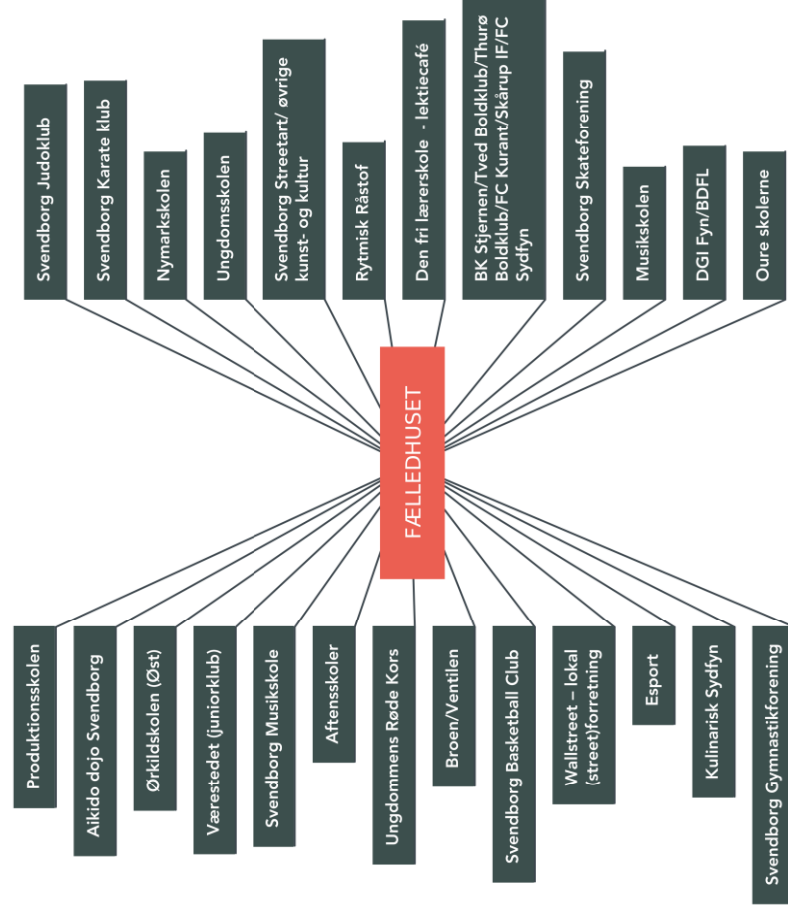 Svendborg Judoklub
Svendborg Karate klub
Nymarkskolen
Ungdomsskolen
Svendborg Streetart/ øvrige
kunst- og kultur
Rytmisk Råstof
Den fri lærerskole - lektiecafé
BK Stjernen/Tved Boldklub/Thurø
Boldklub/FC Kurant/Skårup IF/FC
Sydfyn
Svendborg Skateforening
Musikskolen
DGI Fyn/BDFL
Oure skolerne
FÆLLEDHUSET
Produktionsskolen
Aikido dojo Svendborg
Ørkildskolen (Øst)
Værestedet (juniorklub)
Svendborg Musikskole
Aftensskoler
Ungdommens Røde Kors
Broen/Ventilen
Svendborg Basketball Club
Wallstreet – lokal
(street)forretning
Esport
Kulinarisk Sydfyn
Svendborg Gymnastikforening